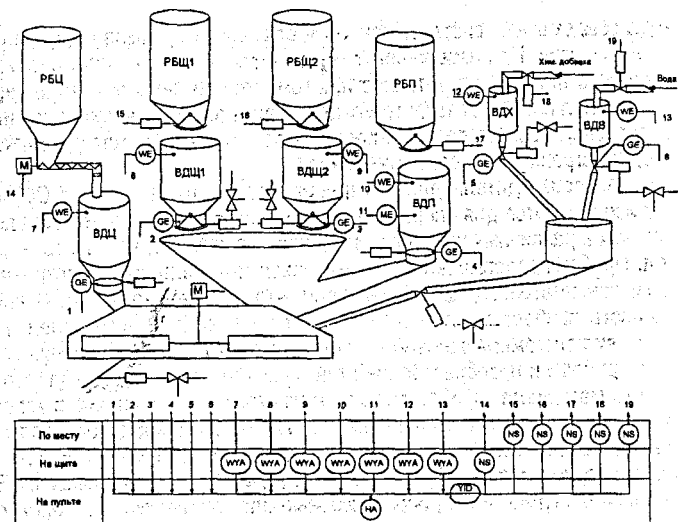 19
РБЦ
РБЩ1
РБЩ2
РБП
Хим. добавка
Вода
12 WE
ВДХ
18
ВДВ
WE 13
15
16
17
М
14
WE
8
WE
9
10 WE
GE
5
GE
6
ВДЩ1
ВДЩ2
ВДП
7 WE
ВДЦ
11 ME
GE
2
GE
3
GE
4
GE
1
М
1 2 3 4 5 6 7 8 9 10 11 12 13 14 15 16 17 18 19
По месту NS NS NS NS NS
На щите WYA WYA WYA WYA WYA WYA WYA NS
На пульте YID
HA